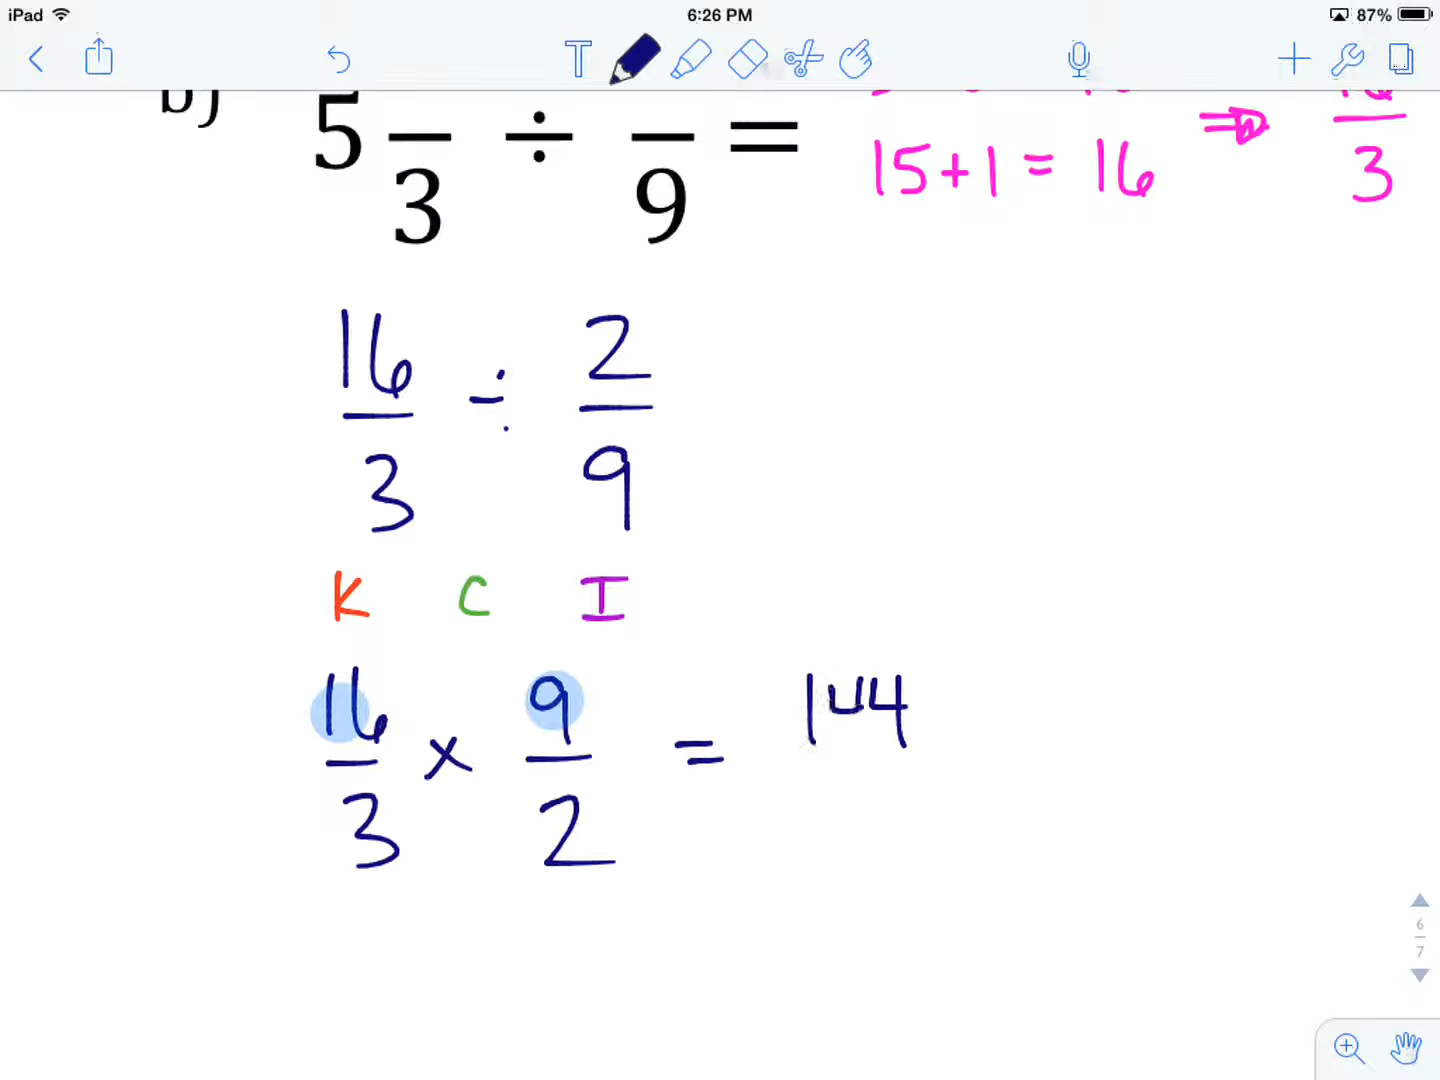 iPad 6:26 PM 87%
T
b) 5 — 3 ÷ — 9 =
15 + 1 = 16 ⇒ 16/3
16/3 ÷ 2/9
K C I
16/3 × 9/2 = 144
6/7